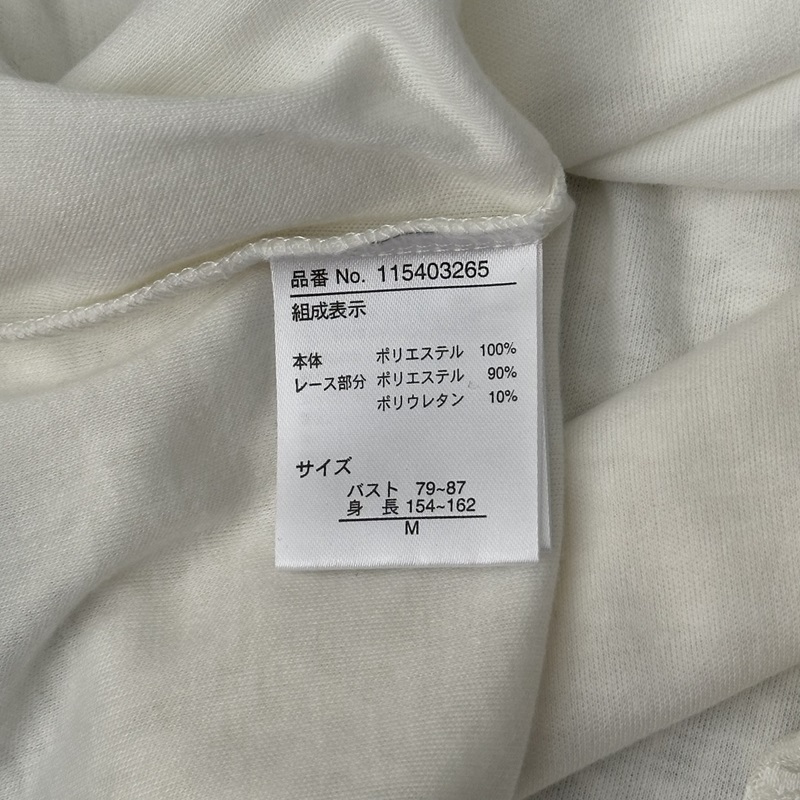 品番 No. 115403265
組成表示
本体 ポリエステル 100%
レース部分 ポリエステル 90%
ポリウレタン 10%
サイズ
バスト 79~87
身 長 154~162
M